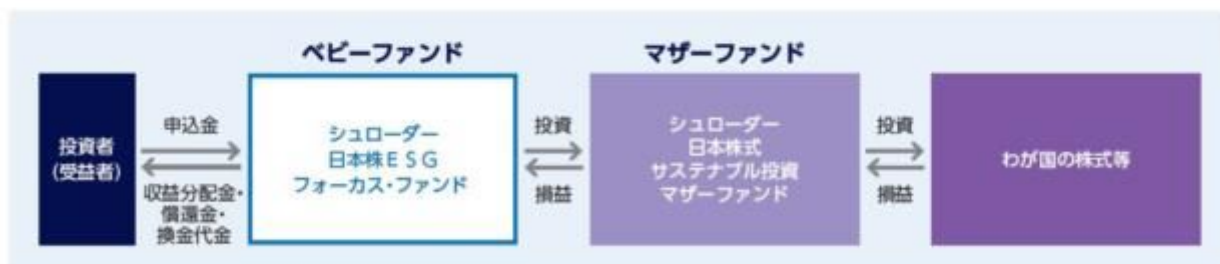 ベビーファンド
マザーファンド
投資者
(受益者)
申込金
収益分配金・
償還金・
換金代金
シュローダー
日本株ESG
フォーカス・ファンド
投資
損益
シュローダー
日本株式
サステナブル投資
マザーファンド
投資
損益
わが国の株式等